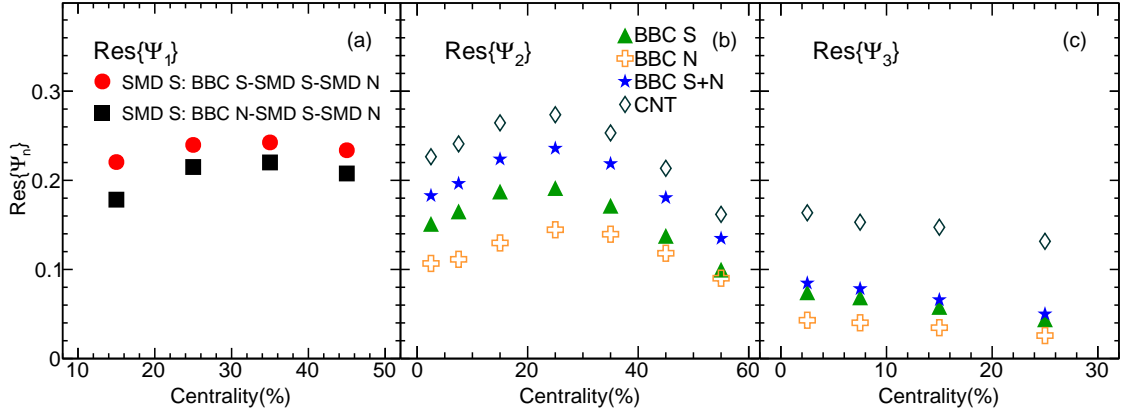 Res{Ψ1}
(a)
SMD S: BBC S-SMD S-SMD N
SMD S: BBC N-SMD S-SMD N
Res{Ψn}
0.3
0.2
0.1
0
10 20 30 40 50
Centrality(%)
Res{Ψ2}
(b)
BBC S
BBC N
BBC S+N
CNT
0 20 40 60
Centrality(%)
Res{Ψ3}
(c)
0 10 20 30
Centrality(%)